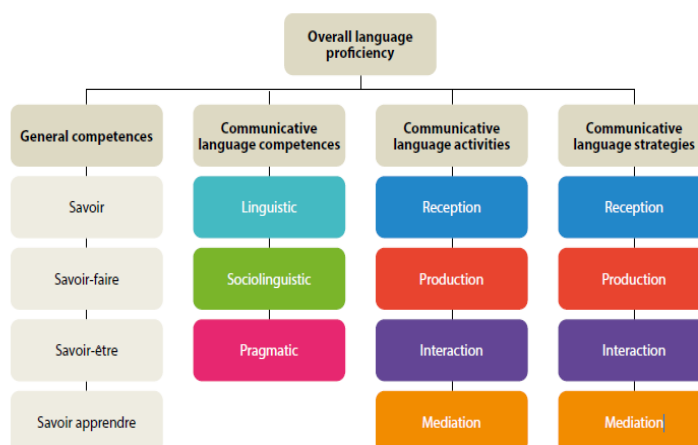 Overall language
proficiency
General competences
Communicative
language competences
Communicative
language activities
Communicative
language strategies
Savoir
Linguistic
Reception
Reception
Savoir-faire
Sociolinguistic
Production
Production
Savoir-être
Pragmatic
Interaction
Interaction
Savoir apprendre
Mediation
Mediation